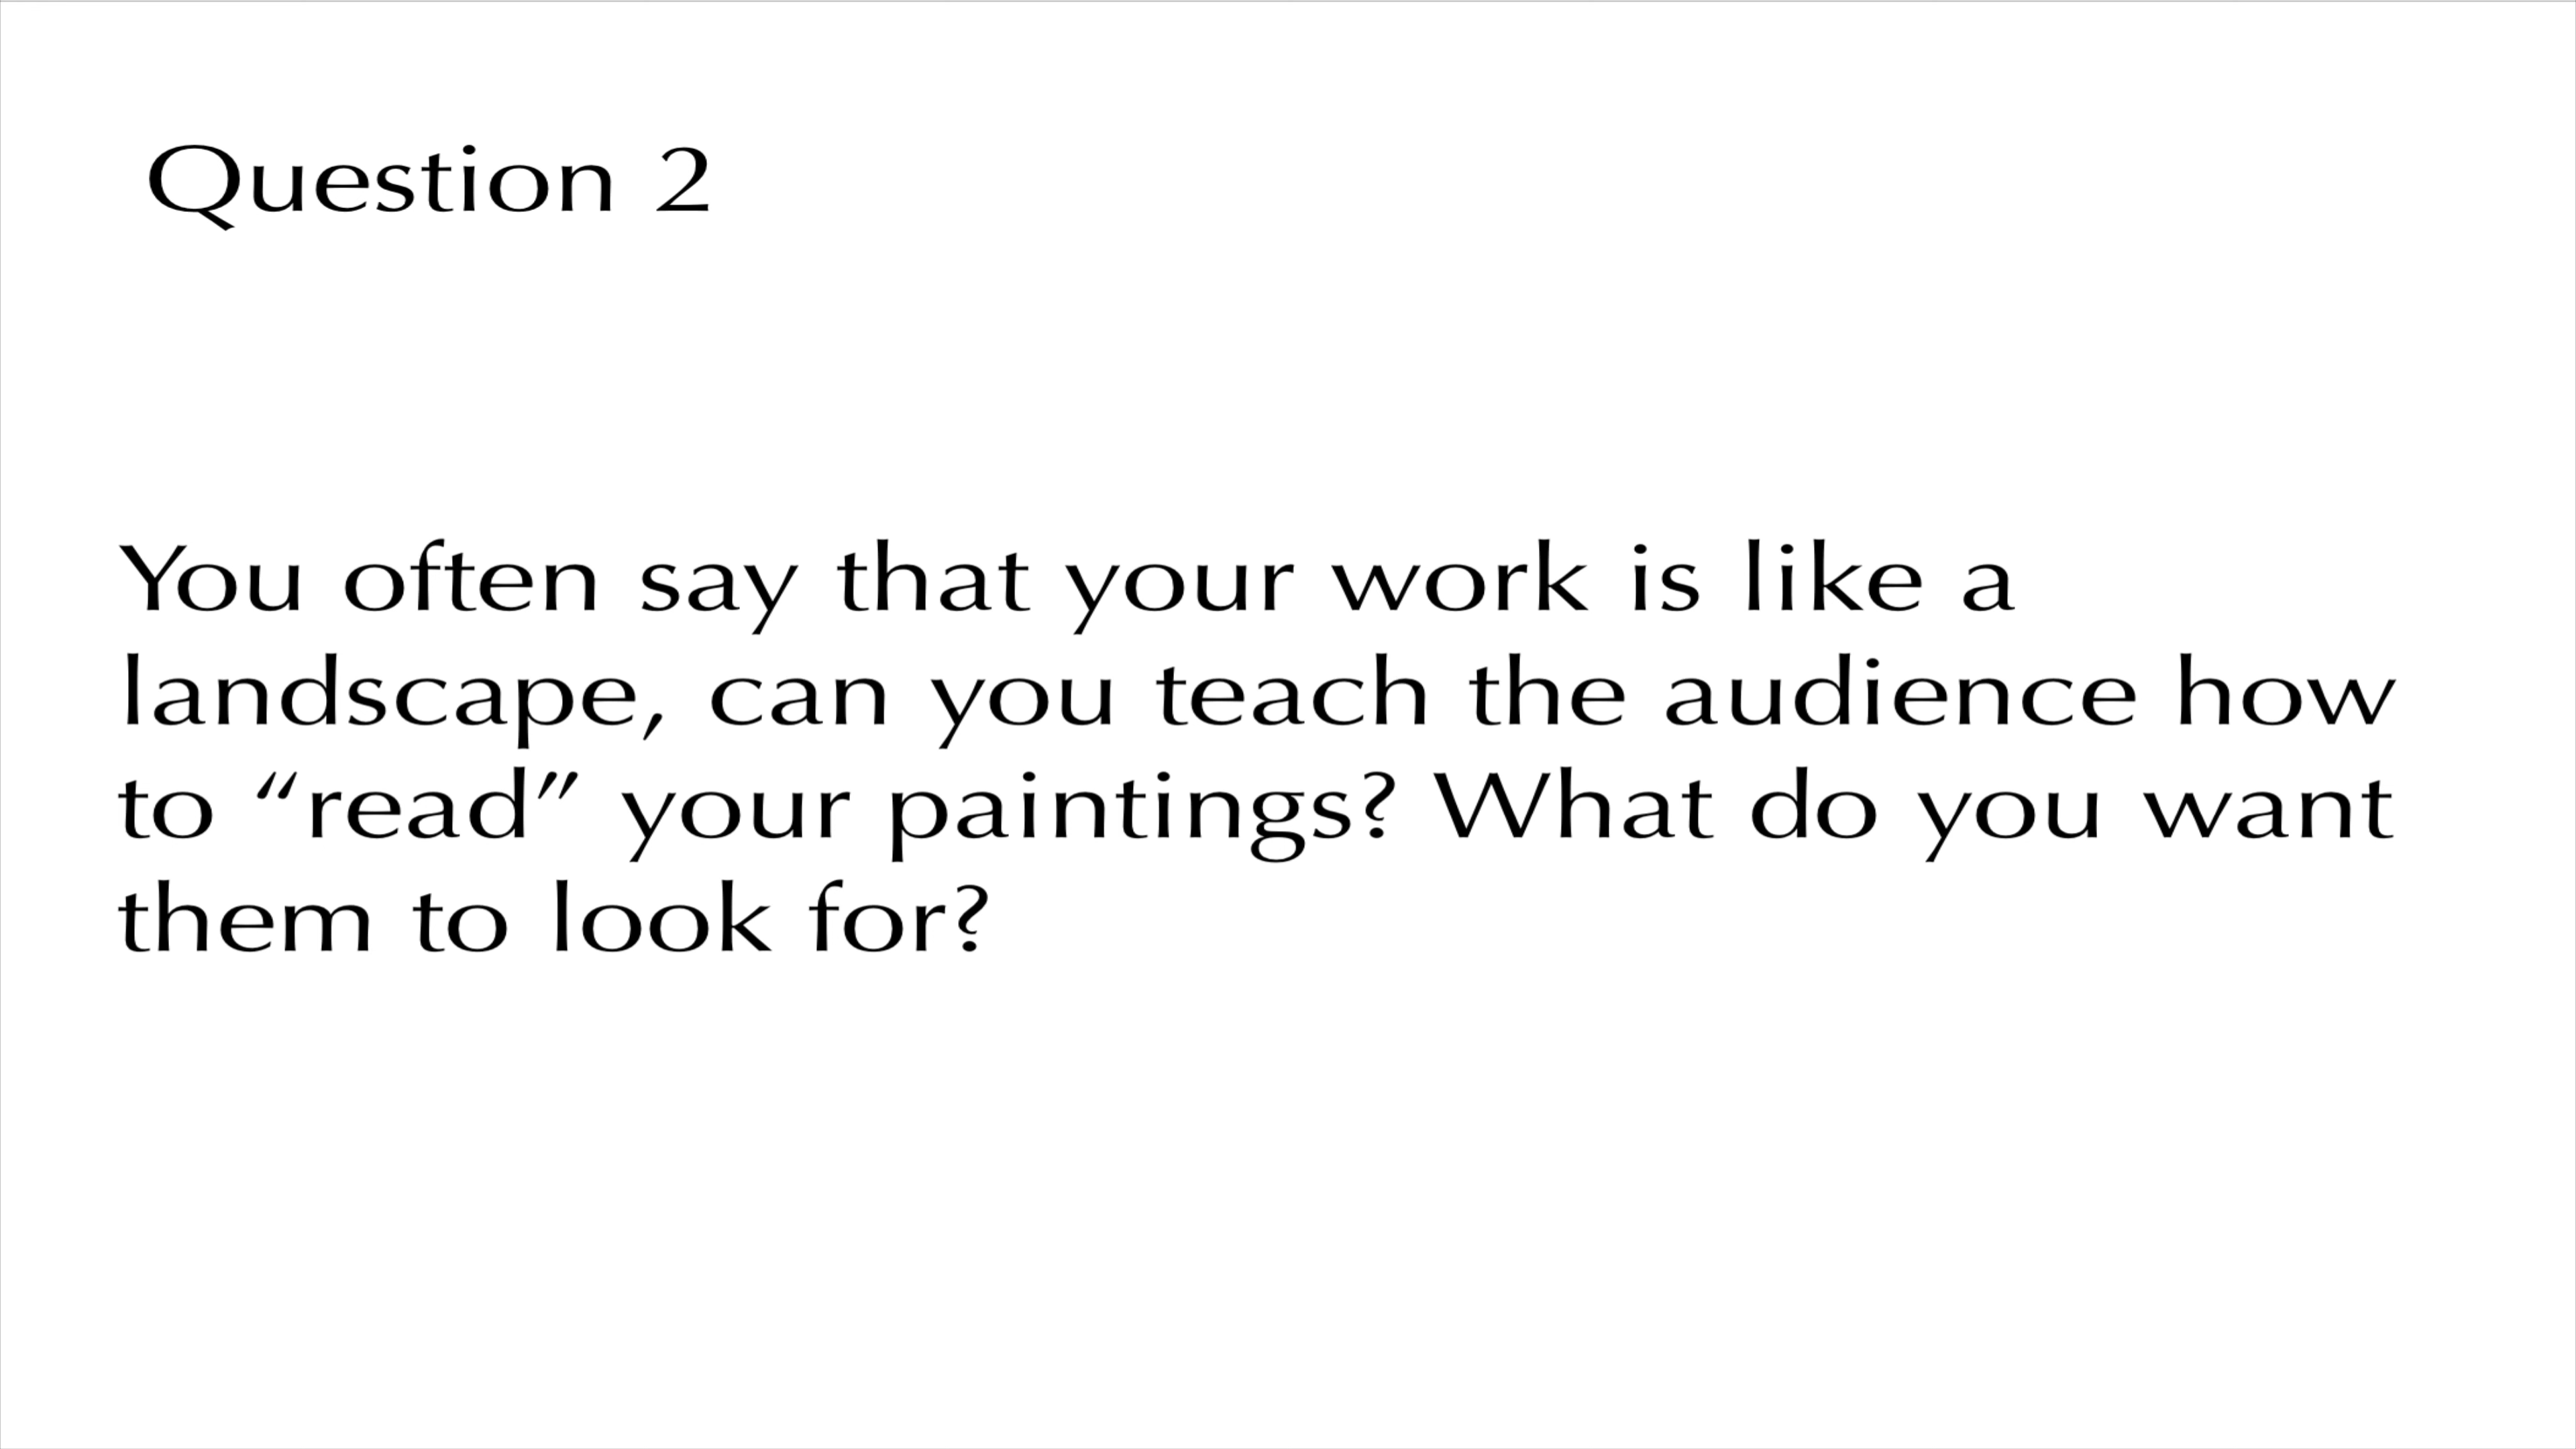 Question 2
You often say that your work is like a
landscape, can you teach the audience how
to “read” your paintings? What do you want
them to look for?